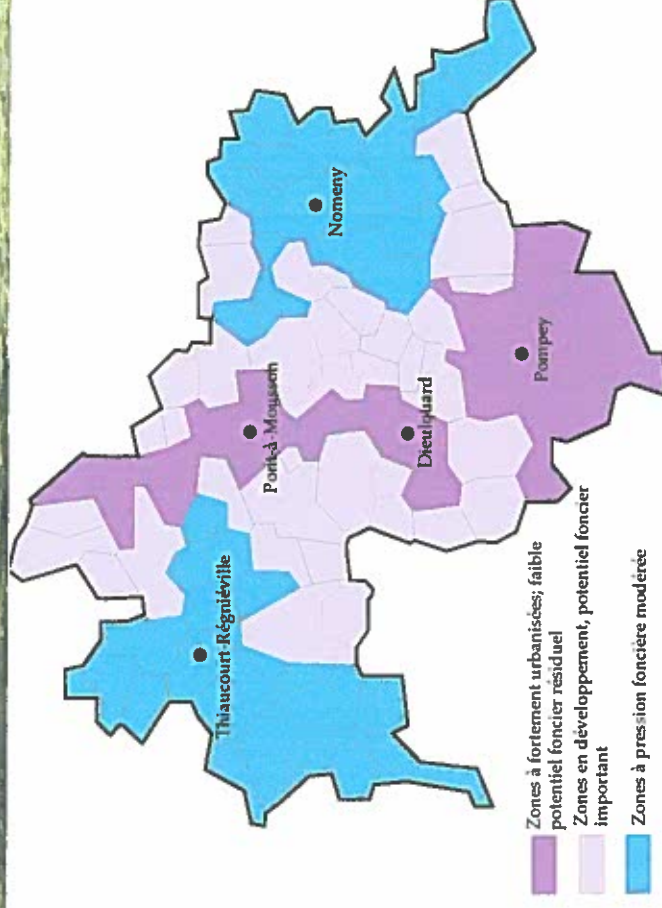 Nomeny
Pont-à-Mousson
Thiaucourt-Régniéville
Dieulouard
Pompey
Zones à fortement urbanisées; faible
potentiel foncier résiduel
Zones en développement, potentiel foncier
important
Zones à pression foncière modérée